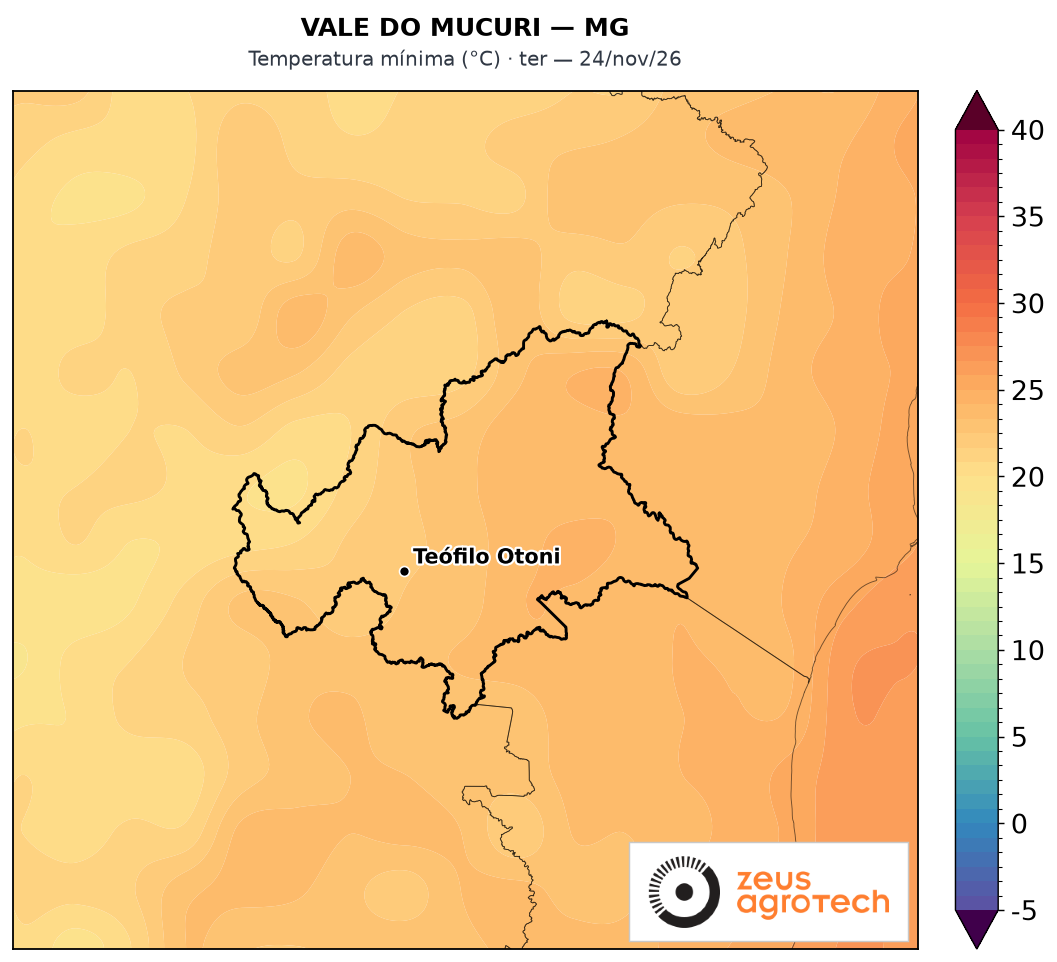 VALE DO MUCURI — MG
Temperatura mínima (°C) · ter — 24/nov/26
40
35
30
25
20
15
10
5
0
-5
Teófilo Otoni
zeus
agrotech